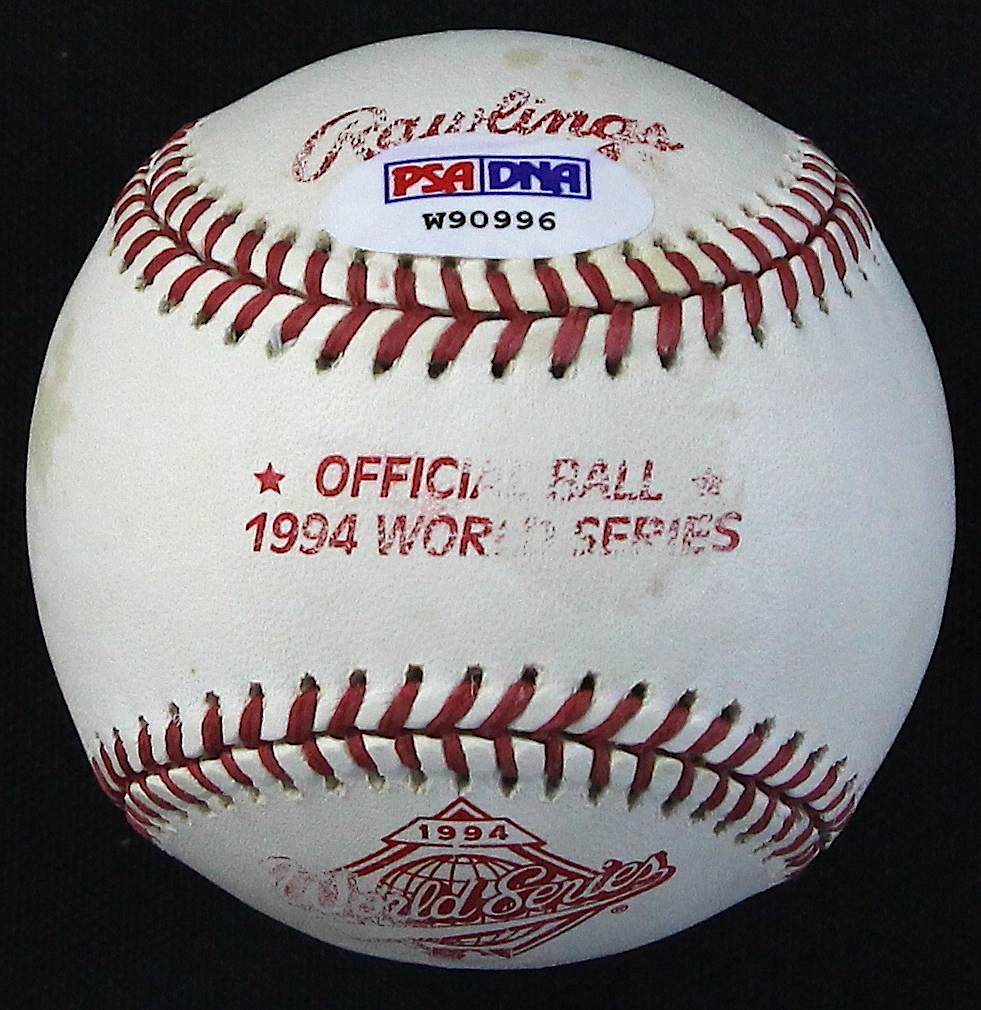 Rawlings
PSA DNA
W90996
★ OFFICIAL BALL ★
1994 WORLD SERIES
1994
World Series
®